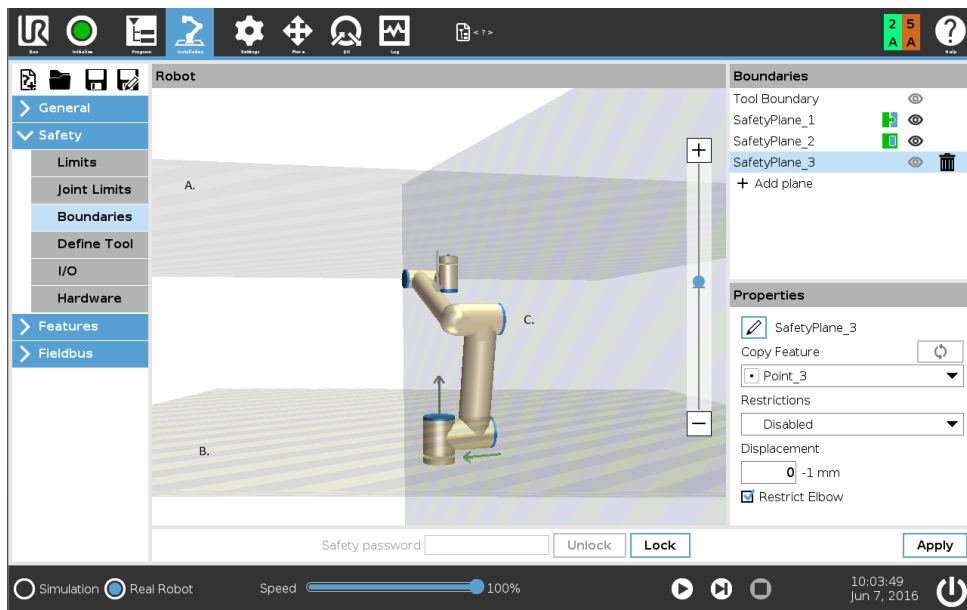 UR
< ? >
2 5
A A
?
Run Initialize Program Installation Settings Move I/O Log Help
Robot
Boundaries
General
Safety
Limits
Joint Limits
Boundaries
Define Tool
I/O
Hardware
Features
Fieldbus
A.
B.
C.
+
−
Tool Boundary
SafetyPlane_1
SafetyPlane_2
SafetyPlane_3
+ Add plane
Properties
SafetyPlane_3
Copy Feature
Point_3
Restrictions
Disabled
Displacement
0 -1 mm
Restrict Elbow
Safety password Unlock Lock Apply
Simulation Real Robot Speed 100% 10:03:49
Jun 7, 2016